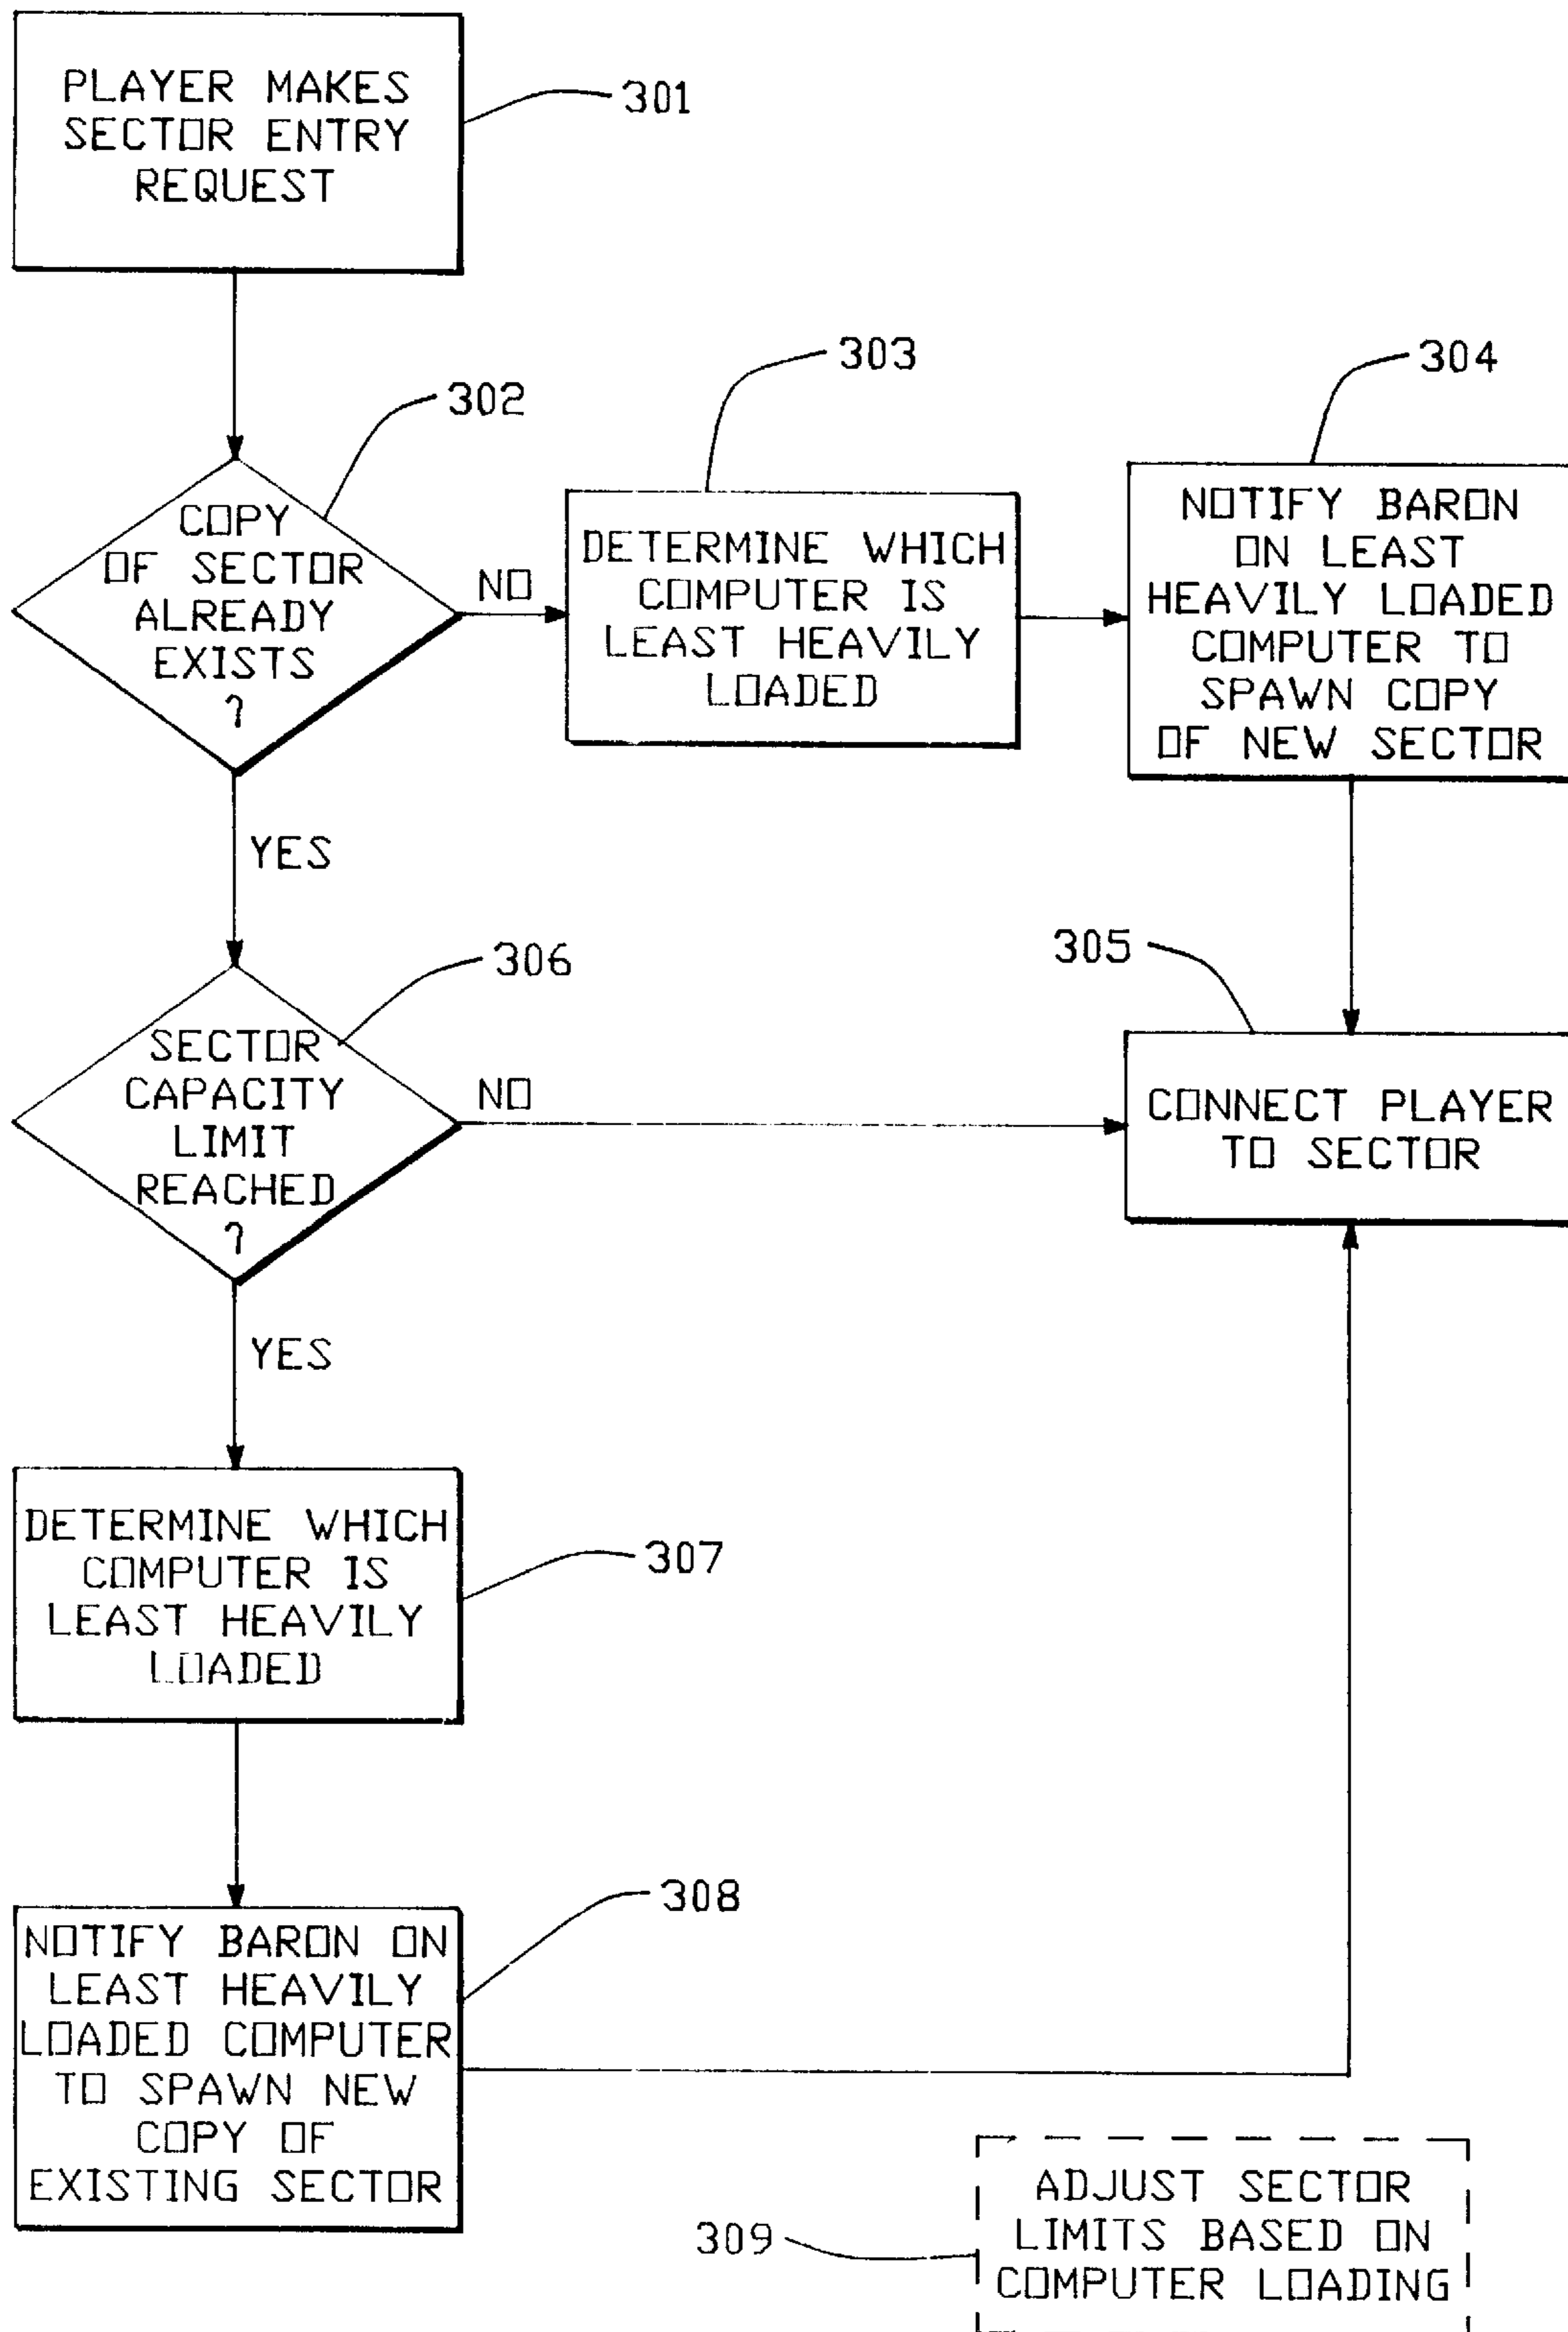 PLAYER MAKES
SECTOR ENTRY
REQUEST
301
302
COPY
OF SECTOR
ALREADY
EXISTS
?
NO
303
DETERMINE WHICH
COMPUTER IS
LEAST HEAVILY
LOADED
304
NOTIFY BARON
ON LEAST
HEAVILY LOADED
COMPUTER TO
SPAWN COPY
OF NEW SECTOR
YES
306
SECTOR
CAPACITY
LIMIT
REACHED
?
NO
305
CONNECT PLAYER
TO SECTOR
YES
DETERMINE WHICH
COMPUTER IS
LEAST HEAVILY
LOADED
307
308
NOTIFY BARON ON
LEAST HEAVILY
LOADED COMPUTER
TO SPAWN NEW
COPY OF
EXISTING SECTOR
309
ADJUST SECTOR
LIMITS BASED ON
COMPUTER LOADING